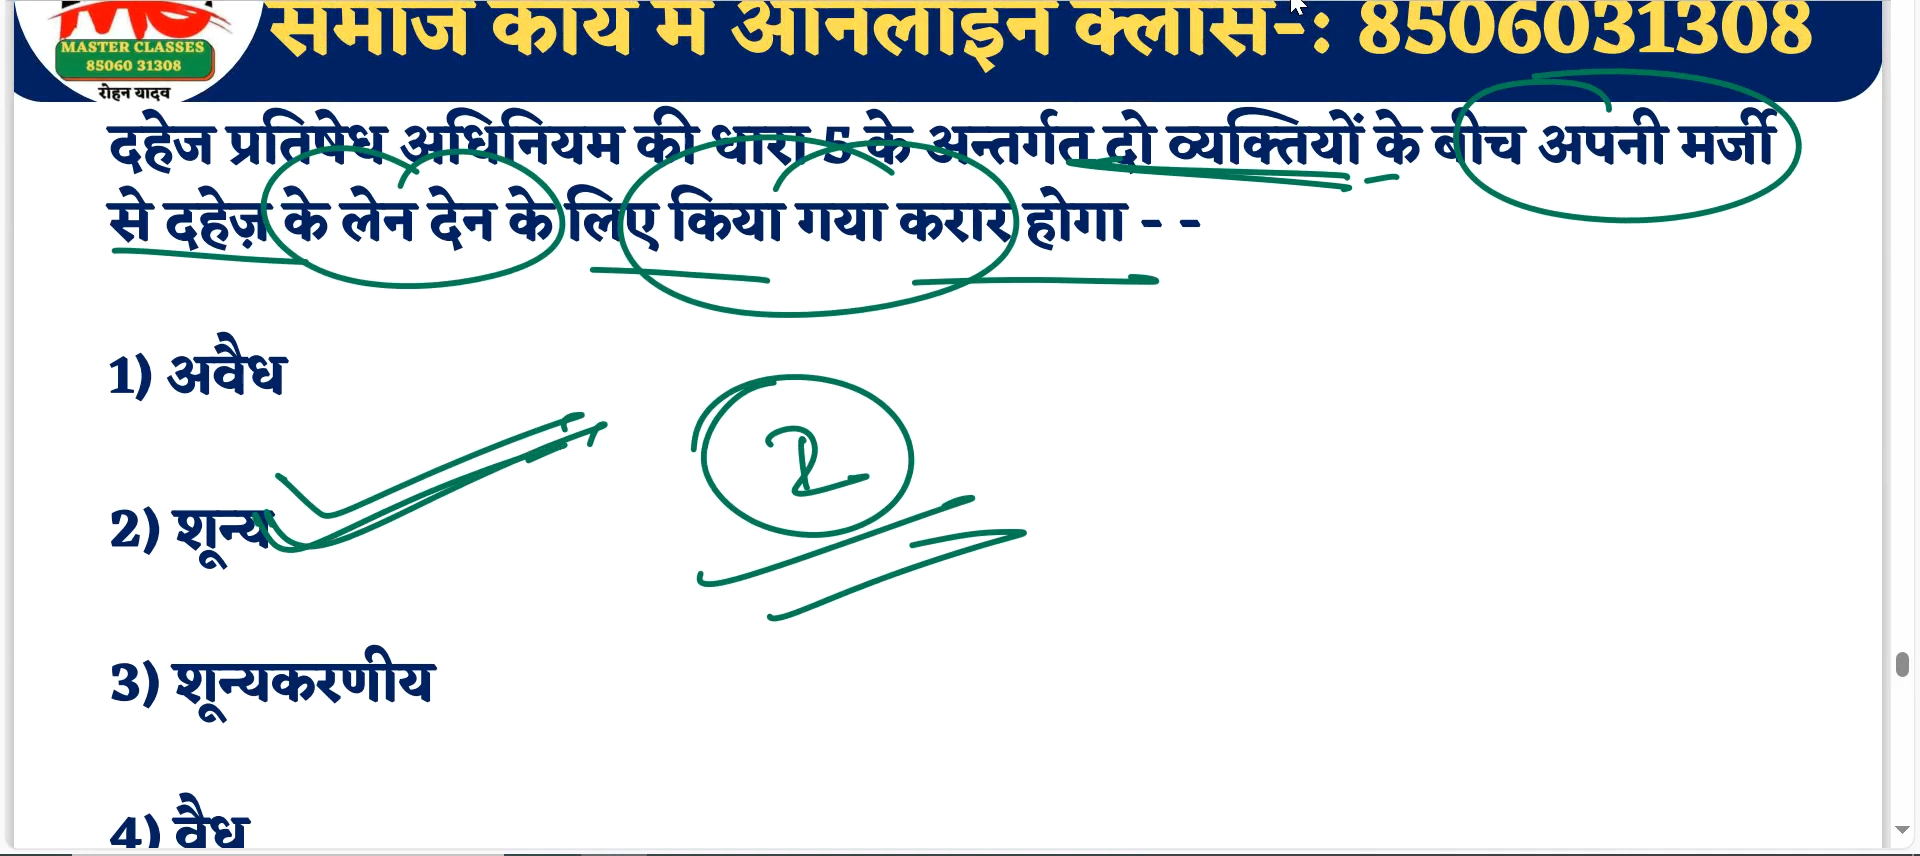 समाज कार्य में ऑनलाइन क्लास-: 8506031308
MASTER CLASSES
85060 31308
रोहन यादव
दहेज प्रतिषेध अधिनियम की धारा 5 के अन्तर्गत दो व्यक्तियों के बीच अपनी मर्जी
से दहेज़ के लेन देन के लिए किया गया करार होगा - -
1) अवैध
2) शून्य
2
3) शून्यकरणीय
4) वैध